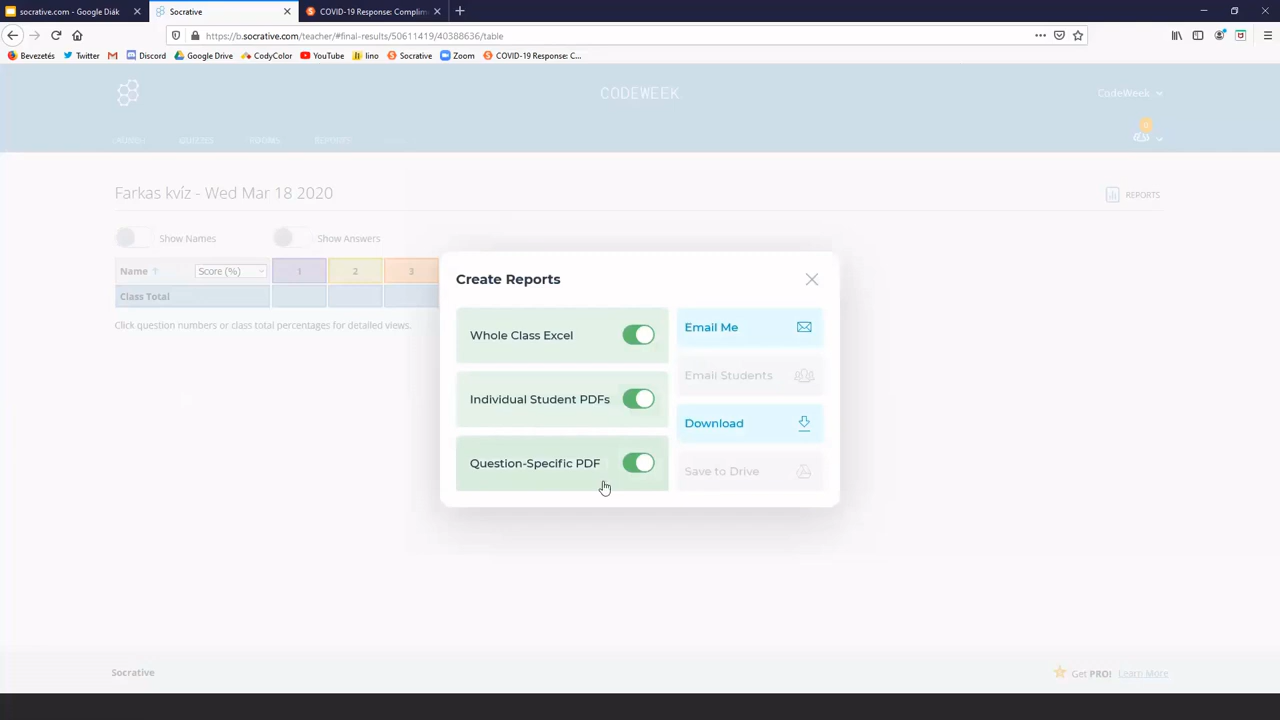 socrative.com - Google Diák
Socrative
COVID-19 Response: Complim
https://b.socrative.com/teacher/#final-results/50611419/40388636/table
Bevezetés Twitter Discord Google Drive CodyColor YouTube lino Socrative Zoom COVID-19 Response: C...
CODEWEEK
CodeWeek
QUIZZES ROOMS REPORTS
Farkas kvíz - Wed Mar 18 2020
REPORTS
Show Names Show Answers
Name Score (%) 1 2 3
Class Total
Click question numbers or class total percentages for detailed views.
Create Reports
Whole Class Excel
Individual Student PDFs
Question-Specific PDF
Email Me
Email Students
Download
Save to Drive
Socrative
Get PRO! Learn More